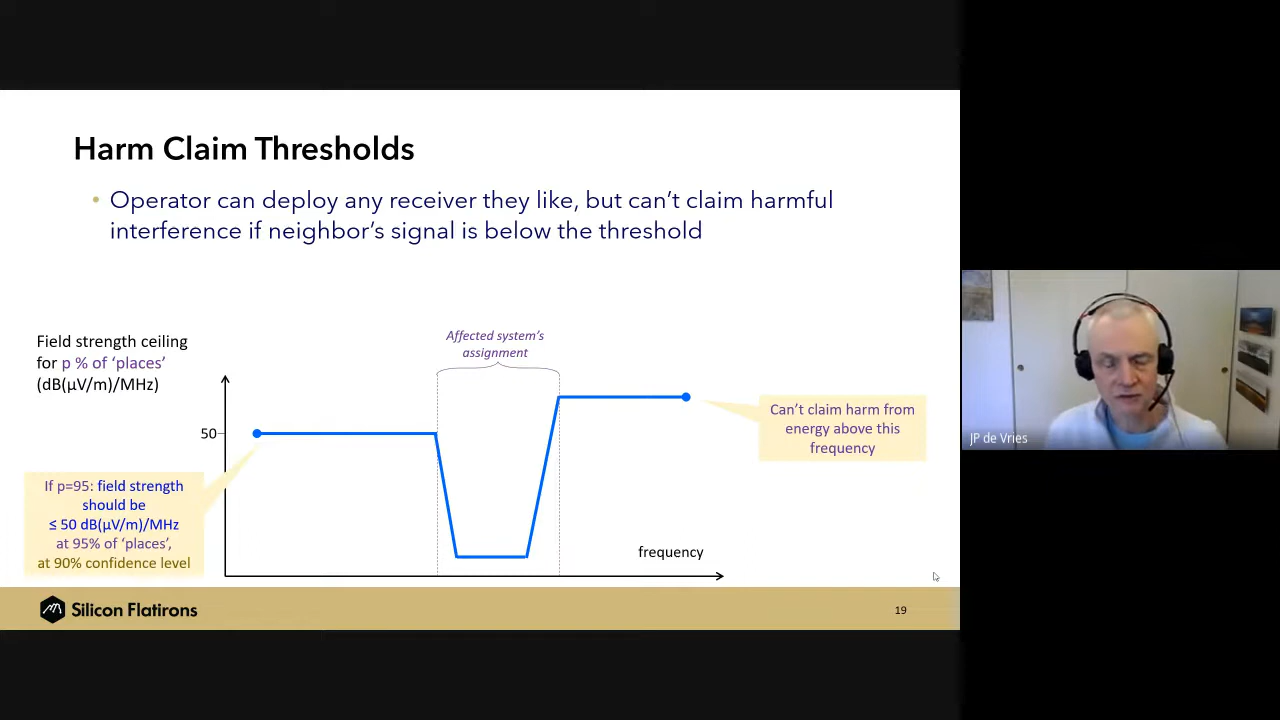 Harm Claim Thresholds
• Operator can deploy any receiver they like, but can’t claim harmful
interference if neighbor’s signal is below the threshold
Field strength ceiling
for p % of ‘places’
(dB(µV/m)/MHz)
Affected system’s
assignment
50
Can’t claim harm from
energy above this
frequency
If p=95: field strength
should be
≤ 50 dB(µV/m)/MHz
at 95% of ‘places’,
at 90% confidence level
frequency
Silicon Flatirons
19
JP de Vries